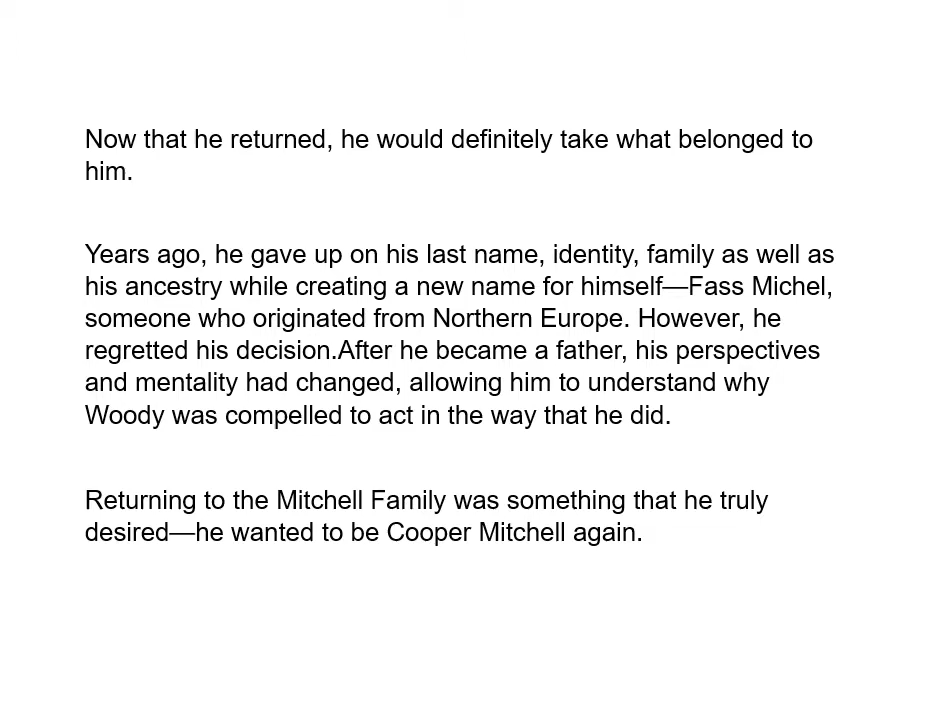 Now that he returned, he would definitely take what belonged to
him.
Years ago, he gave up on his last name, identity, family as well as
his ancestry while creating a new name for himself—Fass Michel,
someone who originated from Northern Europe. However, he
regretted his decision.After he became a father, his perspectives
and mentality had changed, allowing him to understand why
Woody was compelled to act in the way that he did.
Returning to the Mitchell Family was something that he truly
desired—he wanted to be Cooper Mitchell again.